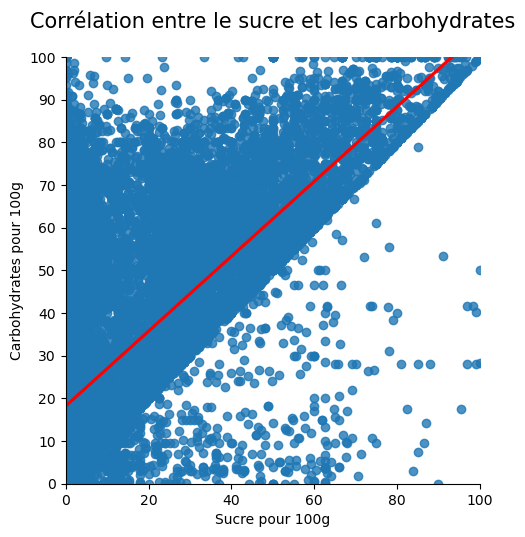 Corrélation entre le sucre et les carbohydrates
Carbohydrates pour 100g
100
90
80
70
60
50
40
30
20
10
0
0 20 40 60 80 100
Sucre pour 100g